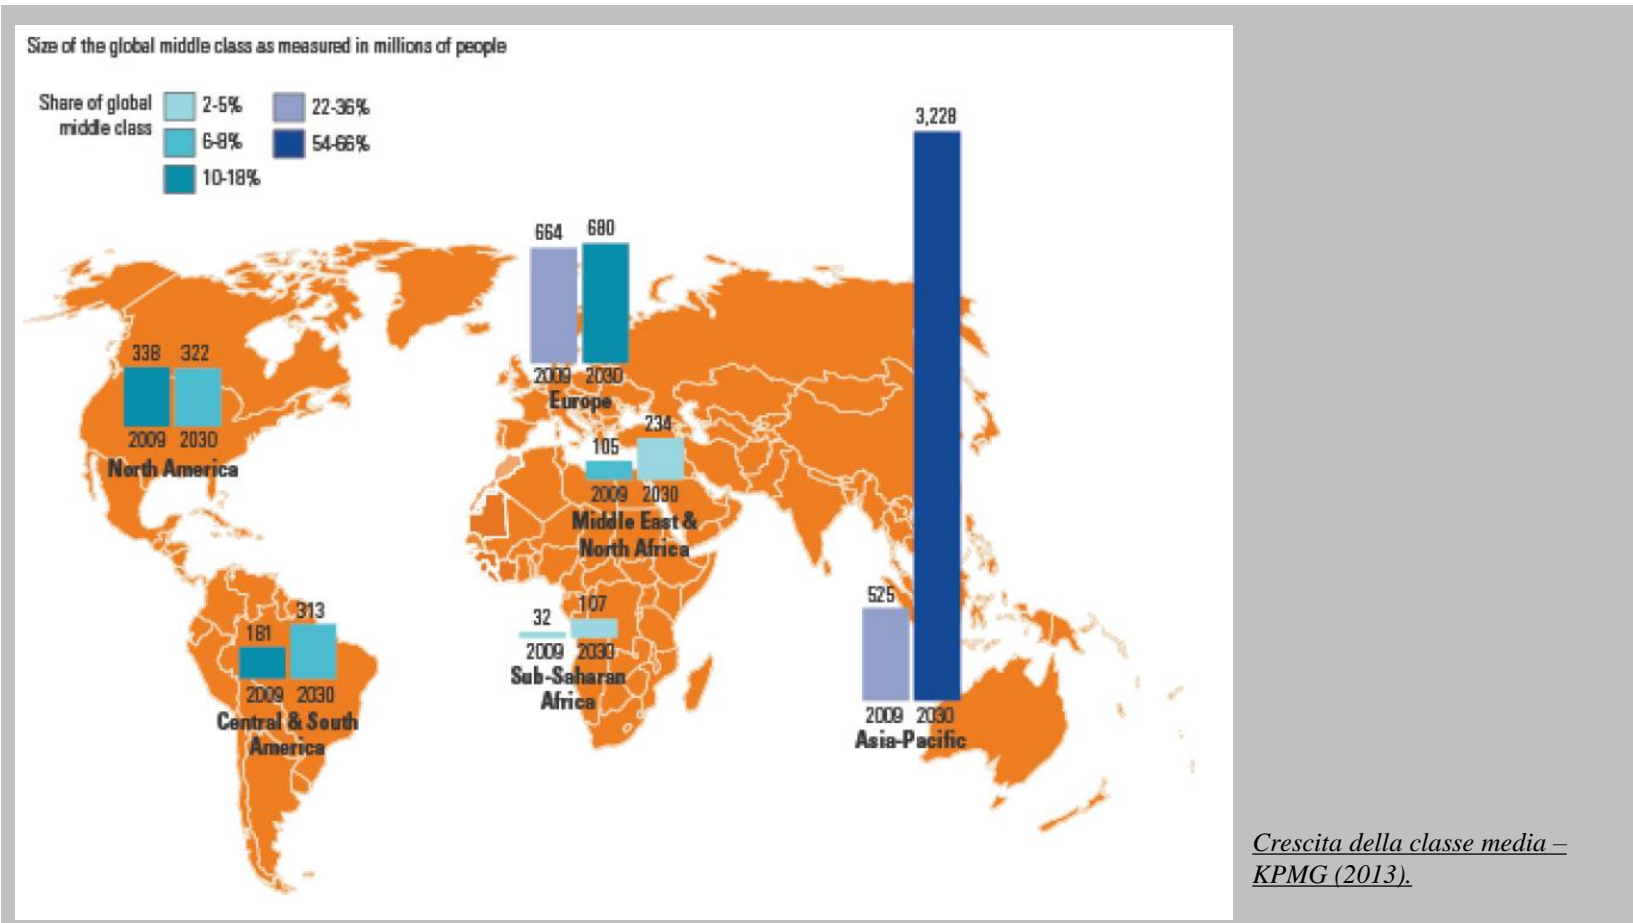 Size of the global middle class as measured in millions of people
Share of global
middle class
2-5%
6-8%
10-18%
22-36%
54-66%
3,228
664
680
2009 2030
Europe
338
322
2009 2030
North America
234
105
2009 2030
Middle East &
North Africa
525
2009 2030
Asia-Pacific
313
181
2009 2030
Central & South
America
107
32
2009 2030
Sub-Saharan
Africa
Crescita della classe media –
KPMG (2013).